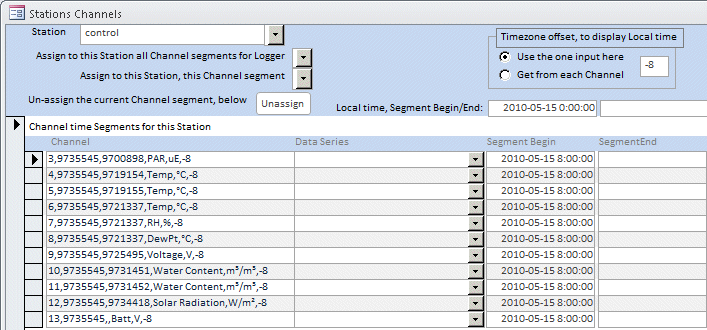 Stations Channels
Station control
Timezone offset, to display Local time
Assign to this Station all Channel segments for Logger
Use the one input here -8
Assign to this Station, this Channel segment
Get from each Channel
Un-assign the current Channel segment, below Unassign
Local time, Segment Begin/End: 2010-05-15 0:00:00
Channel time Segments for this Station
Channel Data Series Segment Begin SegmentEnd
3,9735545,9700898,PAR,uE,-8 2010-05-15 8:00:00
4,9735545,9719154,Temp,°C,-8 2010-05-15 8:00:00
5,9735545,9719155,Temp,°C,-8 2010-05-15 8:00:00
6,9735545,9721337,Temp,°C,-8 2010-05-15 8:00:00
7,9735545,9721337,RH,%,-8 2010-05-15 8:00:00
8,9735545,9721337,DewPt,°C,-8 2010-05-15 8:00:00
9,9735545,9725495,Voltage,V,-8 2010-05-15 8:00:00
10,9735545,9731451,Water Content,m³/m³,-8 2010-05-15 8:00:00
11,9735545,9731452,Water Content,m³/m³,-8 2010-05-15 8:00:00
12,9735545,9734418,Solar Radiation,W/m²,-8 2010-05-15 8:00:00
13,9735545,,Batt,V,-8 2010-05-15 8:00:00